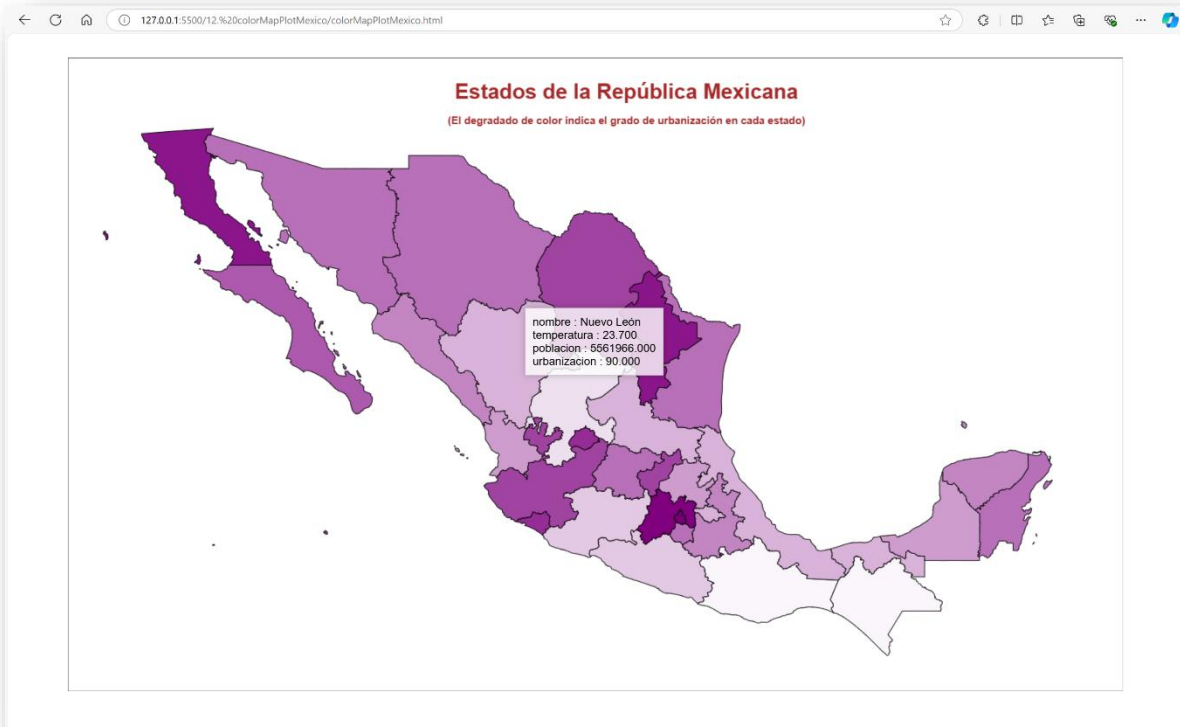 127.0.0.1:5500/12.%20colorMapPlotMexico/colorMapPlotMexico.html
Estados de la República Mexicana
(El degradado de color indica el grado de urbanización en cada estado)
nombre : Nuevo León
temperatura : 23.700
poblacion : 5561966.000
urbanizacion : 90.000